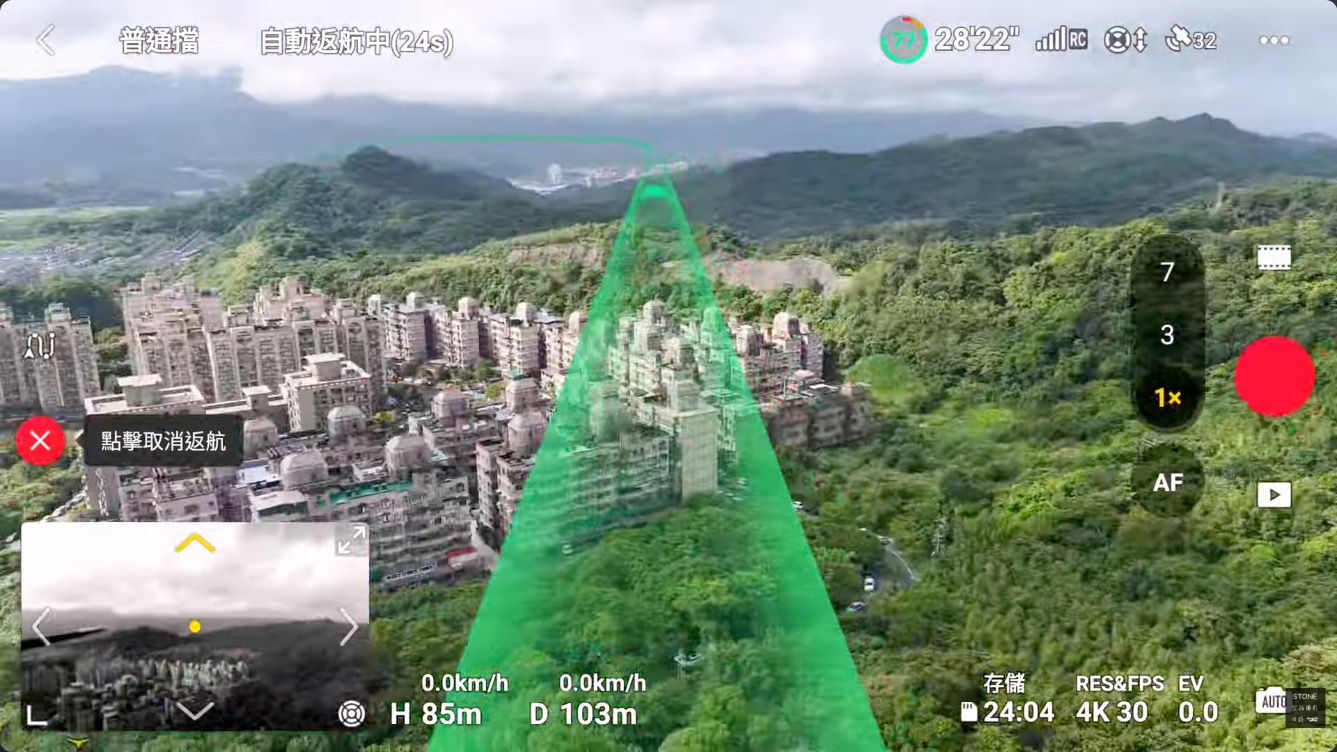 普通擋
自動返航中(24s)
77
28'22"
RC
32
7
3
1×
AF
點擊取消返航
0.0km/h
0.0km/h
H 85m
D 103m
存儲
24:04
RES&FPS
4K 30
EV
0.0
AUTO
STONE